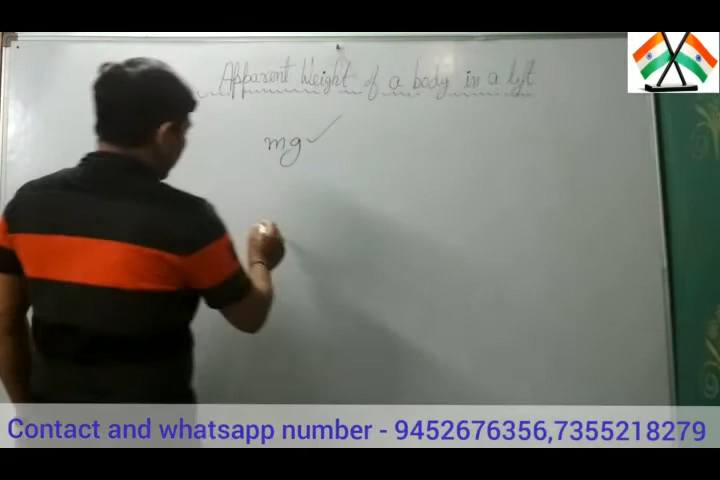 Apparent Weight of a body in a lift
mg✓
Contact and whatsapp number - 9452676356,7355218279